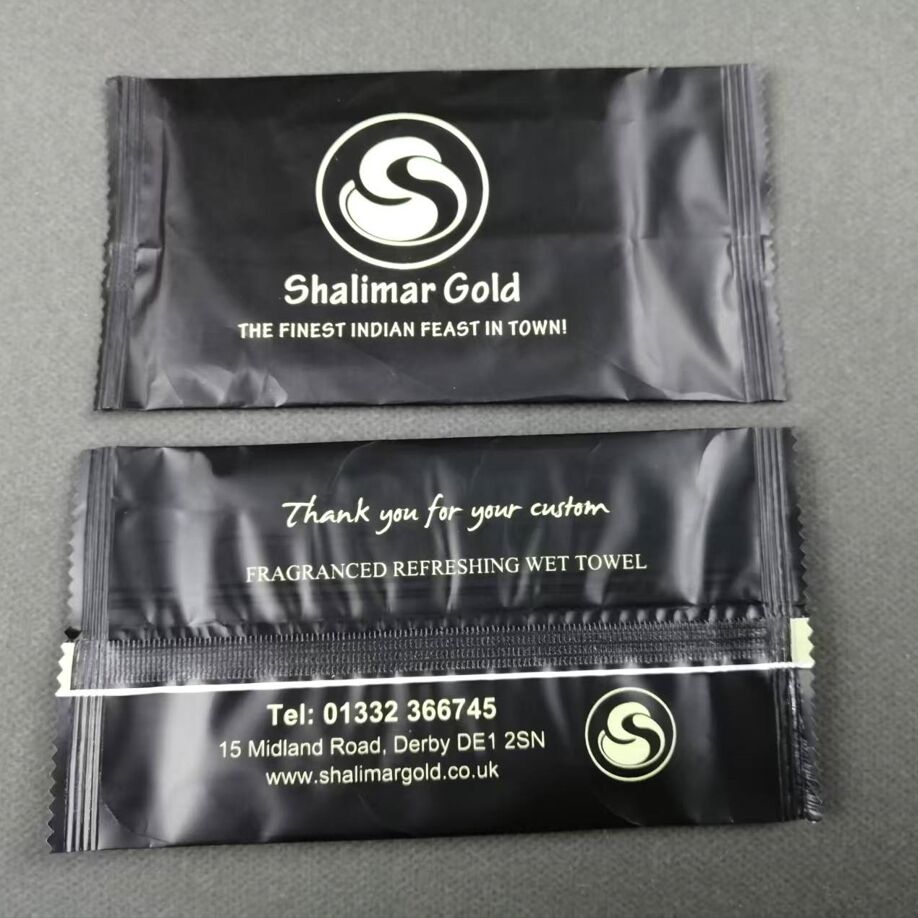 Shalimar Gold
THE FINEST INDIAN FEAST IN TOWN!
Thank you for your custom
FRAGRANCED REFRESHING WET TOWEL
Tel: 01332 366745
15 Midland Road, Derby DE1 2SN
www.shalimargold.co.uk